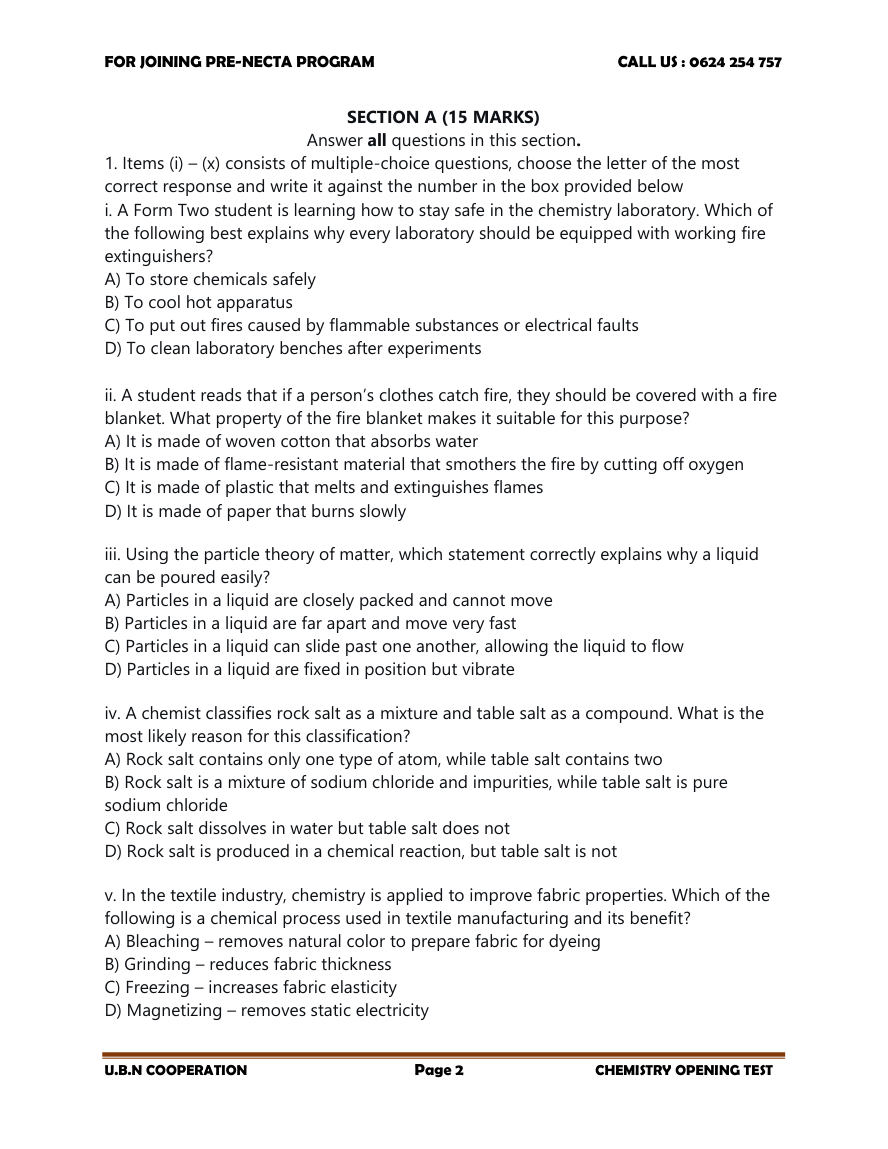 FOR JOINING PRE-NECTA PROGRAM CALL US : 0624 254 757
SECTION A (15 MARKS)
Answer all questions in this section.
1. Items (i) – (x) consists of multiple-choice questions, choose the letter of the most
correct response and write it against the number in the box provided below
i. A Form Two student is learning how to stay safe in the chemistry laboratory. Which of
the following best explains why every laboratory should be equipped with working fire
extinguishers?
A) To store chemicals safely
B) To cool hot apparatus
C) To put out fires caused by flammable substances or electrical faults
D) To clean laboratory benches after experiments
ii. A student reads that if a person’s clothes catch fire, they should be covered with a fire
blanket. What property of the fire blanket makes it suitable for this purpose?
A) It is made of woven cotton that absorbs water
B) It is made of flame-resistant material that smothers the fire by cutting off oxygen
C) It is made of plastic that melts and extinguishes flames
D) It is made of paper that burns slowly
iii. Using the particle theory of matter, which statement correctly explains why a liquid
can be poured easily?
A) Particles in a liquid are closely packed and cannot move
B) Particles in a liquid are far apart and move very fast
C) Particles in a liquid can slide past one another, allowing the liquid to flow
D) Particles in a liquid are fixed in position but vibrate
iv. A chemist classifies rock salt as a mixture and table salt as a compound. What is the
most likely reason for this classification?
A) Rock salt contains only one type of atom, while table salt contains two
B) Rock salt is a mixture of sodium chloride and impurities, while table salt is pure
sodium chloride
C) Rock salt dissolves in water but table salt does not
D) Rock salt is produced in a chemical reaction, but table salt is not
v. In the textile industry, chemistry is applied to improve fabric properties. Which of the
following is a chemical process used in textile manufacturing and its benefit?
A) Bleaching – removes natural color to prepare fabric for dyeing
B) Grinding – reduces fabric thickness
C) Freezing – increases fabric elasticity
D) Magnetizing – removes static electricity
U.B.N COOPERATION Page 2 CHEMISTRY OPENING TEST